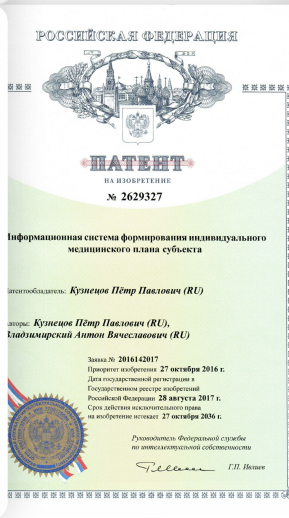 РОССИЙСКАЯ ФЕДЕРАЦИЯ
ПАТЕНТ
НА ИЗОБРЕТЕНИЕ
№ 2629327
Информационная система формирования индивидуального
медицинского плана субъекта
Патентообладатель: Кузнецов Пётр Павлович (RU)
Авторы: Кузнецов Пётр Павлович (RU),
Владзимирский Антон Вячеславович (RU)
Заявка № 2016142017
Приоритет изобретения 27 октября 2016 г.
Дата государственной регистрации в
Государственном реестре изобретений
Российской Федерации 28 августа 2017 г.
Срок действия исключительного права
на изобретение истекает 27 октября 2036 г.
Руководитель Федеральной службы
по интеллектуальной собственности
Г.П. Ивлиев